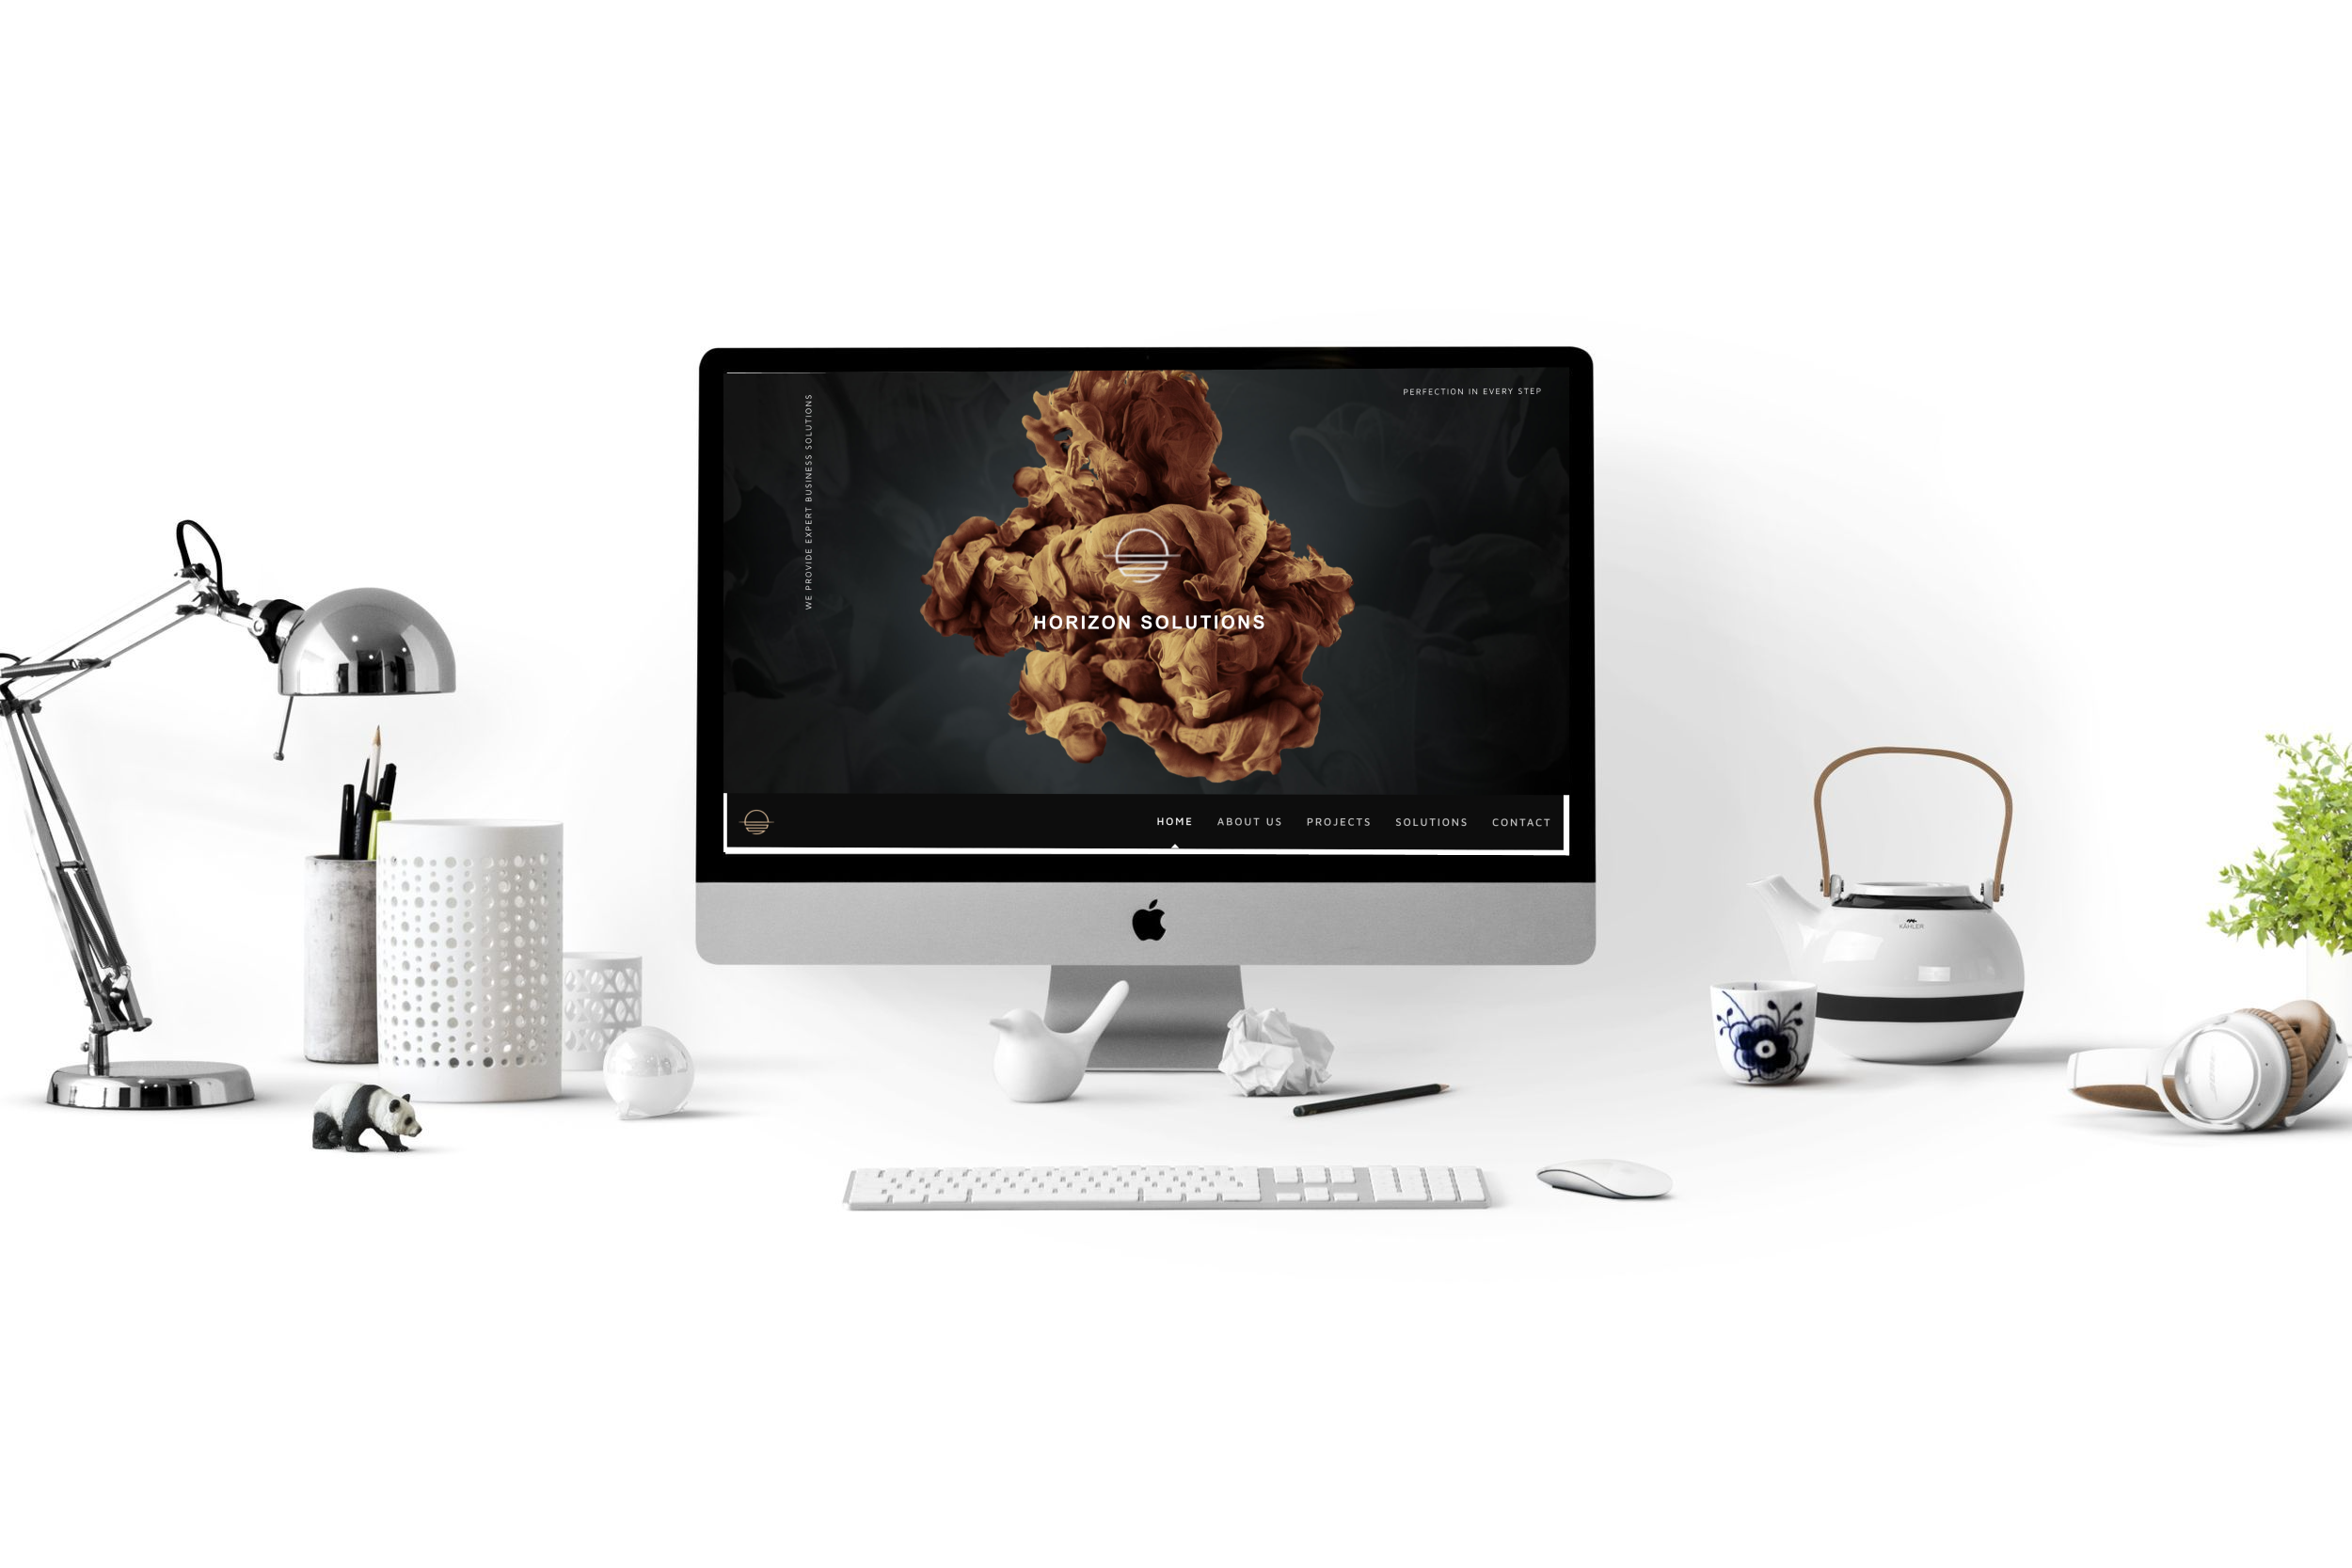 PERFECTION IN EVERY STEP
WE PROVIDE EXPERT BUSINESS SOLUTIONS
HORIZON SOLUTIONS
HOME ABOUT US PROJECTS SOLUTIONS CONTACT
KÄHLER